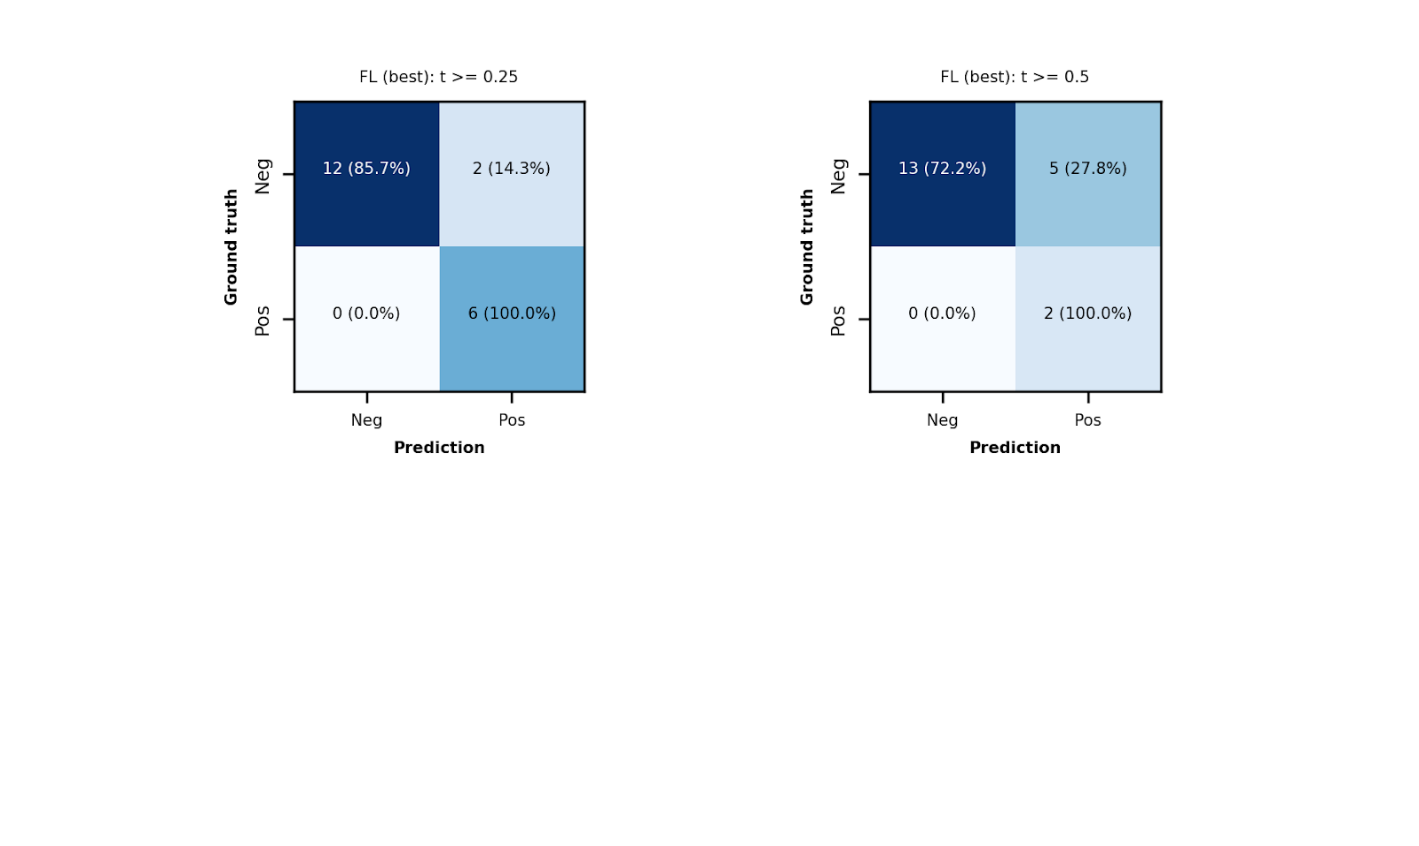 FL (best): t >= 0.25
Ground truth
Neg
12 (85.7%)
2 (14.3%)
Pos
0 (0.0%)
6 (100.0%)
Neg
Pos
Prediction
FL (best): t >= 0.5
Ground truth
Neg
13 (72.2%)
5 (27.8%)
Pos
0 (0.0%)
2 (100.0%)
Neg
Pos
Prediction